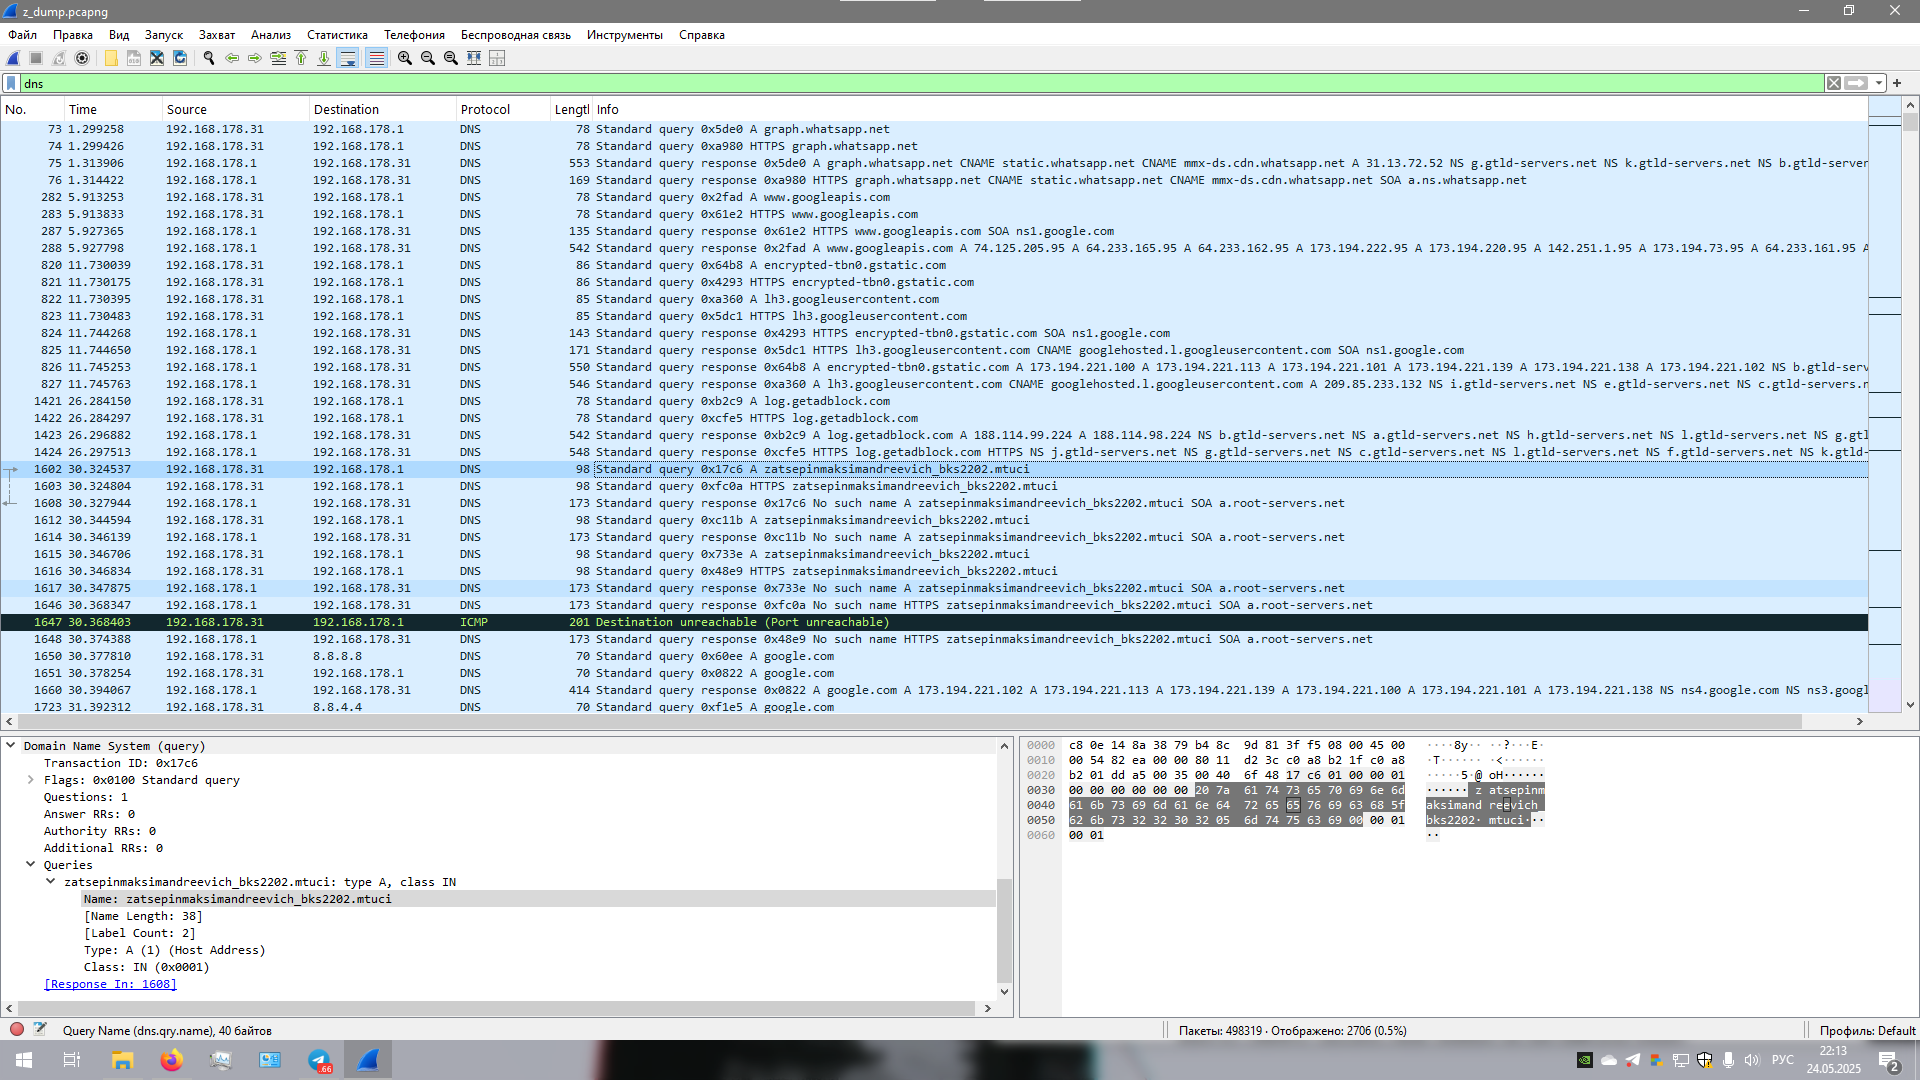 z_dump.pcapng
Файл Правка Вид Запуск Захват Анализ Статистика Телефония Беспроводная связь Инструменты Справка
dns
No. Time Source Destination Protocol Lengtl Info
73 1.299258 192.168.178.31 192.168.178.1 DNS 78 Standard query 0x5de0 A graph.whatsapp.net
74 1.299426 192.168.178.31 192.168.178.1 DNS 78 Standard query 0xa980 HTTPS graph.whatsapp.net
75 1.313906 192.168.178.1 192.168.178.31 DNS 553 Standard query response 0x5de0 A graph.whatsapp.net CNAME static.whatsapp.net CNAME mmx-ds.cdn.whatsapp.net A 31.13.72.52 NS g.gtld-servers.net NS k.gtld-servers.net NS b.gtld-server
76 1.314422 192.168.178.1 192.168.178.31 DNS 169 Standard query response 0xa980 HTTPS graph.whatsapp.net CNAME static.whatsapp.net CNAME mmx-ds.cdn.whatsapp.net SOA a.ns.whatsapp.net
282 5.913253 192.168.178.31 192.168.178.1 DNS 78 Standard query 0x2fad A www.googleapis.com
283 5.913833 192.168.178.31 192.168.178.1 DNS 78 Standard query 0x61e2 HTTPS www.googleapis.com
287 5.927365 192.168.178.1 192.168.178.31 DNS 135 Standard query response 0x61e2 HTTPS www.googleapis.com SOA ns1.google.com
288 5.927798 192.168.178.1 192.168.178.31 DNS 542 Standard query response 0x2fad A www.googleapis.com A 74.125.205.95 A 64.233.165.95 A 64.233.162.95 A 173.194.222.95 A 173.194.220.95 A 142.251.1.95 A 173.194.73.95 A 64.233.161.95 A
820 11.730039 192.168.178.31 192.168.178.1 DNS 86 Standard query 0x64b8 A encrypted-tbn0.gstatic.com
821 11.730175 192.168.178.31 192.168.178.1 DNS 86 Standard query 0x4293 HTTPS encrypted-tbn0.gstatic.com
822 11.730395 192.168.178.31 192.168.178.1 DNS 85 Standard query 0xa360 A lh3.googleusercontent.com
823 11.730483 192.168.178.31 192.168.178.1 DNS 85 Standard query 0x5dc1 HTTPS lh3.googleusercontent.com
824 11.744268 192.168.178.1 192.168.178.31 DNS 143 Standard query response 0x4293 HTTPS encrypted-tbn0.gstatic.com SOA ns1.google.com
825 11.744650 192.168.178.1 192.168.178.31 DNS 171 Standard query response 0x5dc1 HTTPS lh3.googleusercontent.com CNAME googlehosted.l.googleusercontent.com SOA ns1.google.com
826 11.745253 192.168.178.1 192.168.178.31 DNS 550 Standard query response 0x64b8 A encrypted-tbn0.gstatic.com A 173.194.221.100 A 173.194.221.113 A 173.194.221.101 A 173.194.221.139 A 173.194.221.138 A 173.194.221.102 NS b.gtld-serv
827 11.745763 192.168.178.1 192.168.178.31 DNS 546 Standard query response 0xa360 A lh3.googleusercontent.com CNAME googlehosted.l.googleusercontent.com A 209.85.233.132 NS i.gtld-servers.net NS e.gtld-servers.net NS c.gtld-servers.n
1421 26.284150 192.168.178.31 192.168.178.1 DNS 78 Standard query 0xb2c9 A log.getadblock.com
1422 26.284297 192.168.178.31 192.168.178.1 DNS 78 Standard query 0xcfe5 HTTPS log.getadblock.com
1423 26.296882 192.168.178.1 192.168.178.31 DNS 542 Standard query response 0xb2c9 A log.getadblock.com A 188.114.99.224 A 188.114.98.224 NS b.gtld-servers.net NS a.gtld-servers.net NS h.gtld-servers.net NS l.gtld-servers.net NS g.gtl
1424 26.297513 192.168.178.1 192.168.178.31 DNS 548 Standard query response 0xcfe5 HTTPS log.getadblock.com HTTPS NS j.gtld-servers.net NS g.gtld-servers.net NS c.gtld-servers.net NS l.gtld-servers.net NS f.gtld-servers.net NS k.gtld-
1602 30.324537 192.168.178.31 192.168.178.1 DNS 98 Standard query 0x17c6 A zatsepinmaksimandreevich_bks2202.mtuci
1603 30.324804 192.168.178.31 192.168.178.1 DNS 98 Standard query 0xfc0a HTTPS zatsepinmaksimandreevich_bks2202.mtuci
1608 30.327944 192.168.178.1 192.168.178.31 DNS 173 Standard query response 0x17c6 No such name A zatsepinmaksimandreevich_bks2202.mtuci SOA a.root-servers.net
1612 30.344594 192.168.178.31 192.168.178.1 DNS 98 Standard query 0xc11b A zatsepinmaksimandreevich_bks2202.mtuci
1614 30.346139 192.168.178.1 192.168.178.31 DNS 173 Standard query response 0xc11b No such name A zatsepinmaksimandreevich_bks2202.mtuci SOA a.root-servers.net
1615 30.346706 192.168.178.31 192.168.178.1 DNS 98 Standard query 0x733e A zatsepinmaksimandreevich_bks2202.mtuci
1616 30.346834 192.168.178.31 192.168.178.1 DNS 98 Standard query 0x48e9 HTTPS zatsepinmaksimandreevich_bks2202.mtuci
1617 30.347875 192.168.178.1 192.168.178.31 DNS 173 Standard query response 0x733e No such name A zatsepinmaksimandreevich_bks2202.mtuci SOA a.root-servers.net
1646 30.368347 192.168.178.1 192.168.178.31 DNS 173 Standard query response 0xfc0a No such name HTTPS zatsepinmaksimandreevich_bks2202.mtuci SOA a.root-servers.net
1647 30.368403 192.168.178.31 192.168.178.1 ICMP 201 Destination unreachable (Port unreachable)
1648 30.374388 192.168.178.1 192.168.178.31 DNS 173 Standard query response 0x48e9 No such name HTTPS zatsepinmaksimandreevich_bks2202.mtuci SOA a.root-servers.net
1650 30.377810 192.168.178.31 8.8.8.8 DNS 70 Standard query 0x60ee A google.com
1651 30.378254 192.168.178.31 192.168.178.1 DNS 70 Standard query 0x0822 A google.com
1660 30.394067 192.168.178.1 192.168.178.31 DNS 414 Standard query response 0x0822 A google.com A 173.194.221.102 A 173.194.221.113 A 173.194.221.139 A 173.194.221.100 A 173.194.221.101 A 173.194.221.138 NS ns4.google.com NS ns3.googl
1723 31.392312 192.168.178.31 8.8.4.4 DNS 70 Standard query 0xf1e5 A google.com
Domain Name System (query)
Transaction ID: 0x17c6
Flags: 0x0100 Standard query
Questions: 1
Answer RRs: 0
Authority RRs: 0
Additional RRs: 0
Queries
zatsepinmaksimandreevich_bks2202.mtuci: type A, class IN
Name: zatsepinmaksimandreevich_bks2202.mtuci
[Name Length: 38]
[Label Count: 2]
Type: A (1) (Host Address)
Class: IN (0x0001)
[Response In: 1608]
0000 c8 0e 14 8a 38 79 b4 8c 9d 81 3f f5 08 00 45 00 ····8y·· ··?···E·
0010 00 54 82 ea 00 00 80 11 d2 3c c0 a8 b2 1f c0 a8 ·T······ ·<······
0020 b2 01 dd a5 00 35 00 40 6f 48 17 c6 01 00 00 01 ·····5·@ oH······
0030 00 00 00 00 00 00 20 7a 61 74 73 65 70 69 6e 6d ······ z atsepinm
0040 61 6b 73 69 6d 61 6e 64 72 65 65 76 69 63 68 5f aksimand reevich_
0050 62 6b 73 32 32 30 32 05 6d 74 75 63 69 00 00 01 bks2202· mtuci···
0060 00 01 ··
Query Name (dns.qry.name), 40 байтов
Пакеты: 498319 · Отображено: 2706 (0.5%)
Профиль: Default
66
РУС
22:13
24.05.2025
2